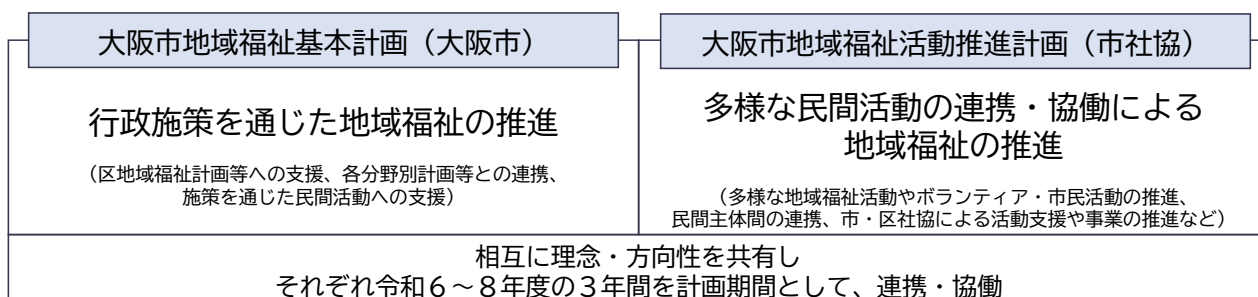 大阪市地域福祉基本計画（大阪市）
行政施策を通じた地域福祉の推進
（区地域福祉計画等への支援、各分野別計画等との連携、
施策を通じた民間活動への支援）
大阪市地域福祉活動推進計画（市社協）
多様な民間活動の連携・協働による
地域福祉の推進
（多様な地域福祉活動やボランティア・市民活動の推進、
民間主体間の連携、市・区社協による活動支援や事業の推進など）
相互に理念・方向性を共有し
それぞれ令和６～８年度の３年間を計画期間として、連携・協働